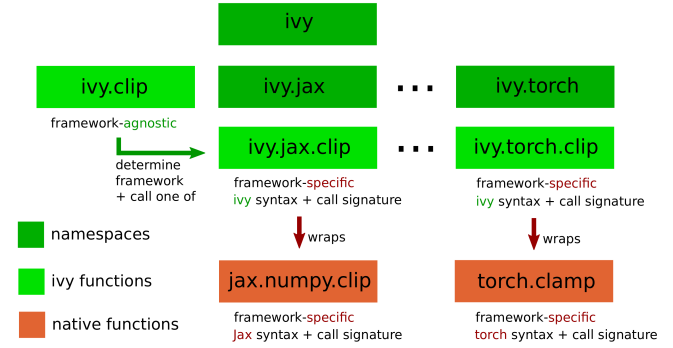 ivy
ivy.clip
ivy.jax
...
ivy.torch
framework-agnostic
ivy.jax.clip
...
ivy.torch.clip
determine
framework
+ call one of
framework-specific
ivy syntax + call signature
framework-specific
ivy syntax + call signature
namespaces
wraps
wraps
ivy functions
jax.numpy.clip
torch.clamp
native functions
framework-specific
Jax syntax + call signature
framework-specific
torch syntax + call signature